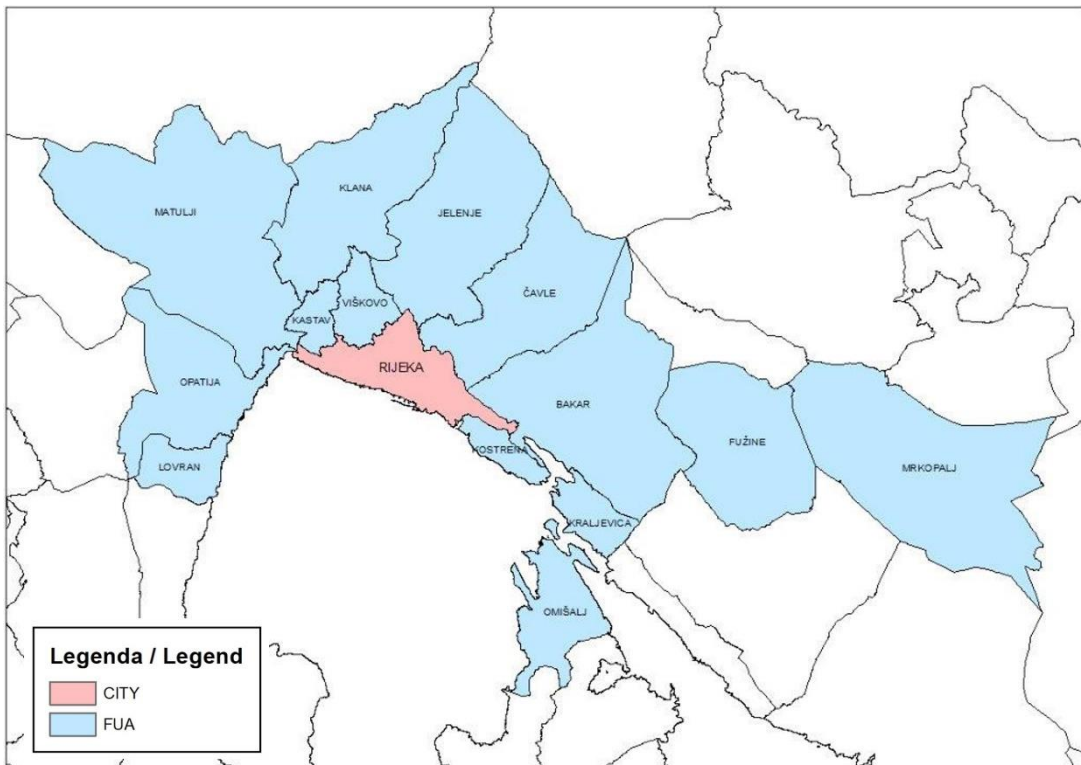 KLANA
MATULJI
JELENJE
ČAVLE
VIŠKOVO
KASTAV
RIJEKA
OPATIJA
BAKAR
FUŽINE
KOSTRENA
LOVRAN
MRKOPALJ
KRALJEVICA
OMIŠALJ
Legenda / Legend
CITY
FUA